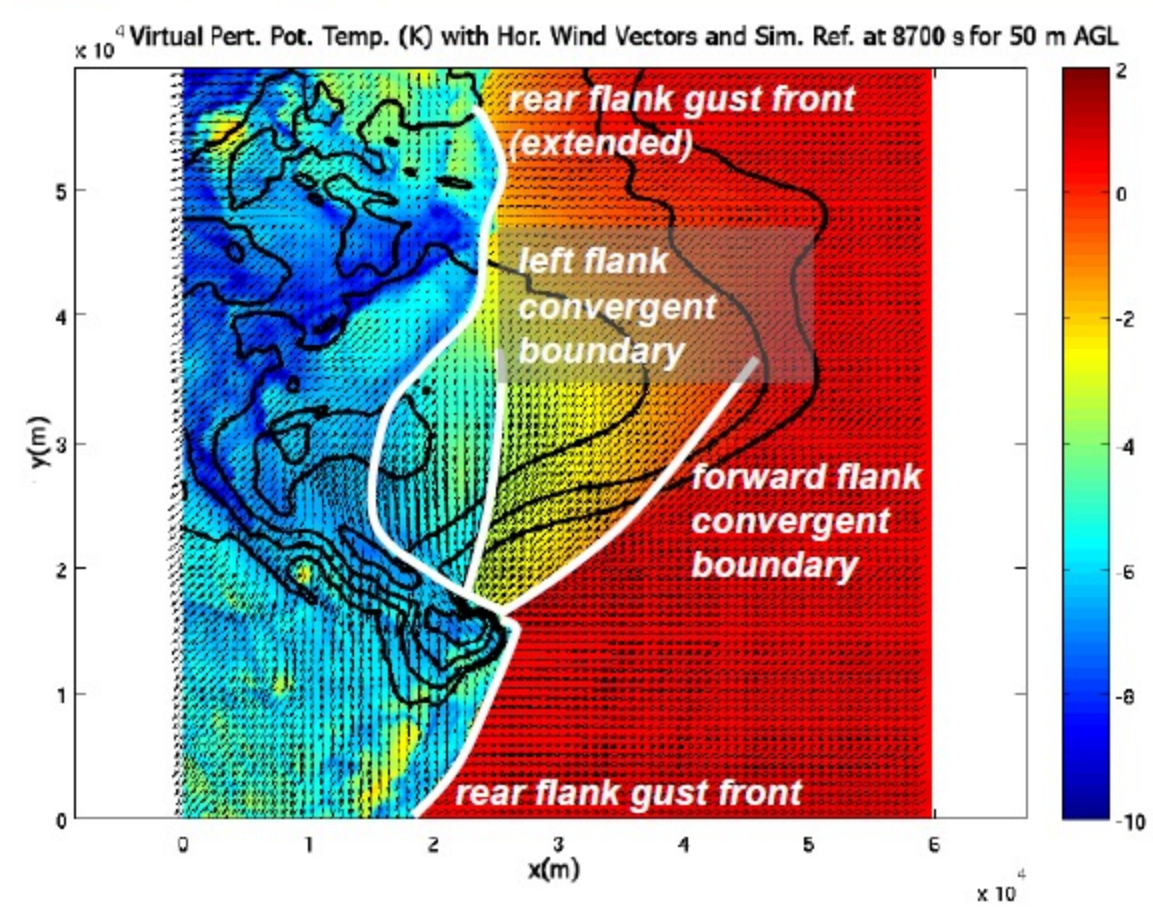 x 10 4 Virtual Pert. Pot. Temp. (K) with Hor. Wind Vectors and Sim. Ref. at 8700 s for 50 m AGL
rear flank gust front
(extended)
left flank
convergent
boundary
forward flank
convergent
boundary
rear flank gust front
y(m)
5
4
3
2
1
0
0 1 2 3 4 5 6
x(m)
x 10 4
2
0
-2
-4
-6
-8
-10